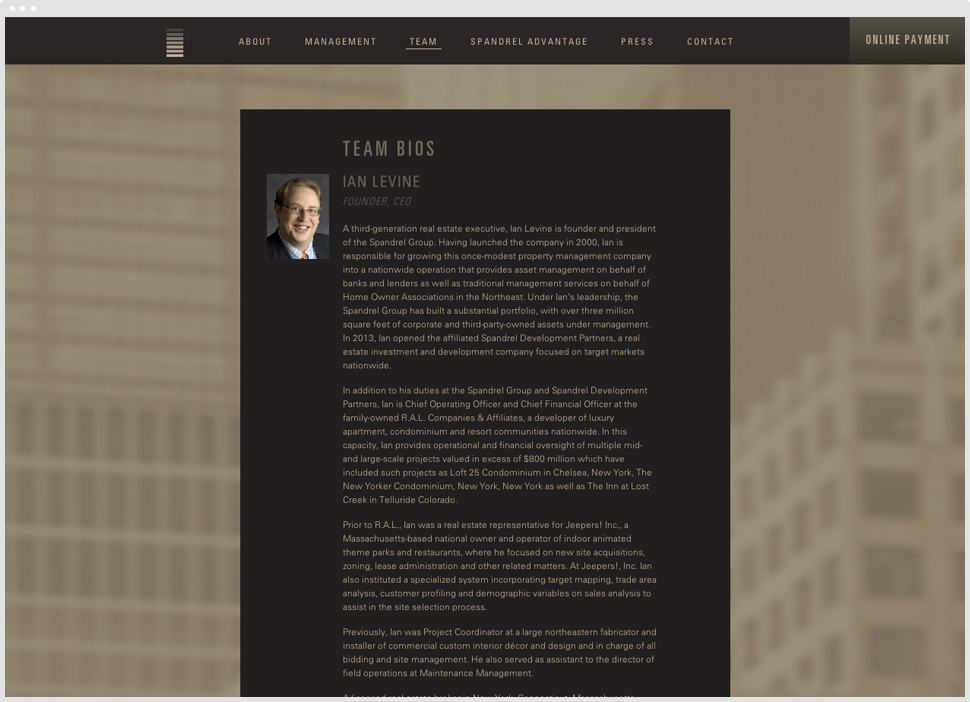 ABOUT MANAGEMENT TEAM SPANDREL ADVANTAGE PRESS CONTACT ONLINE PAYMENT
TEAM BIOS
IAN LEVINE
FOUNDER, CEO
A third-generation real estate executive, Ian Levine is founder and president
of the Spandrel Group. Having launched the company in 2000, Ian is
responsible for growing this once-modest property management company
into a nationwide operation that provides asset management on behalf of
banks and lenders as well as traditional management services on behalf of
Home Owner Associations in the Northeast. Under Ian's leadership, the
Spandrel Group has built a substantial portfolio, with over three million
square feet of corporate and third-party-owned assets under management.
In 2013, Ian opened the affiliated Spandrel Development Partners, a real
estate investment and development company focused on target markets
nationwide.
In addition to his duties at the Spandrel Group and Spandrel Development
Partners, Ian is Chief Operating Officer and Chief Financial Officer at the
family-owned R.A.L. Companies & Affiliates, a developer of luxury
apartment, condominium and resort communities nationwide. In this
capacity, Ian provides operational and financial oversight of multiple mid-
and large-scale projects valued in excess of $800 million which have
included such projects as Loft 25 Condominium in Chelsea, New York, The
New Yorker Condominium, New York, New York as well as The Inn at Lost
Creek in Telluride Colorado.
Prior to R.A.L., Ian was a real estate representative for Jeepers! Inc., a
Massachusetts-based national owner and operator of indoor animated
theme parks and restaurants, where he focused on new site acquisitions,
zoning, lease administration and other related matters. At Jeepers!, Inc. Ian
also instituted a specialized system incorporating target mapping, trade area
analysis, customer profiling and demographic variables on sales analysis to
assist in the site selection process.
Previously, Ian was Project Coordinator at a large northeastern fabricator and
installer of commercial custom interior décor and design and in charge of all
bidding and site management. He also served as assistant to the director of
field operations at Maintenance Management.
A licensed real estate broker in New York, Connecticut, Massachusetts,